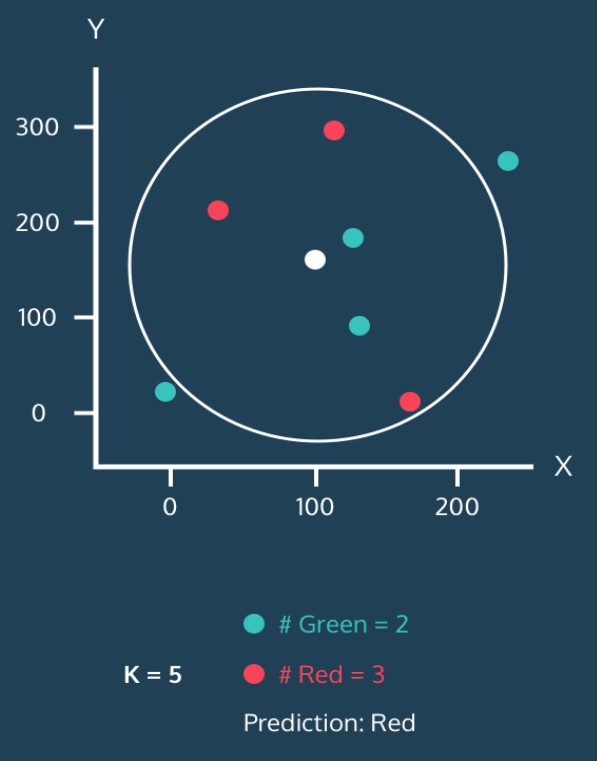 Y
300
200
100
0
X
0 100 200
# Green = 2
K = 5 # Red = 3
Prediction: Red